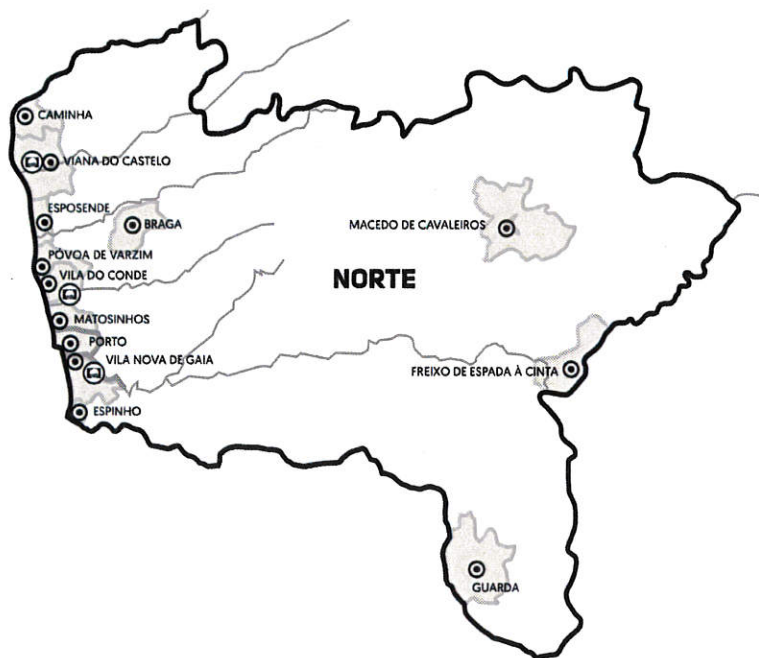 CAMINHA
VIANA DO CASTELO
ESPOSENDE
BRAGA
MACEDO DE CAVALEIROS
PÓVOA DE VARZIM
VILA DO CONDE
NORTE
MATOSINHOS
PORTO
VILA NOVA DE GAIA
FREIXO DE ESPADA À CINTA
ESPINHO
GUARDA